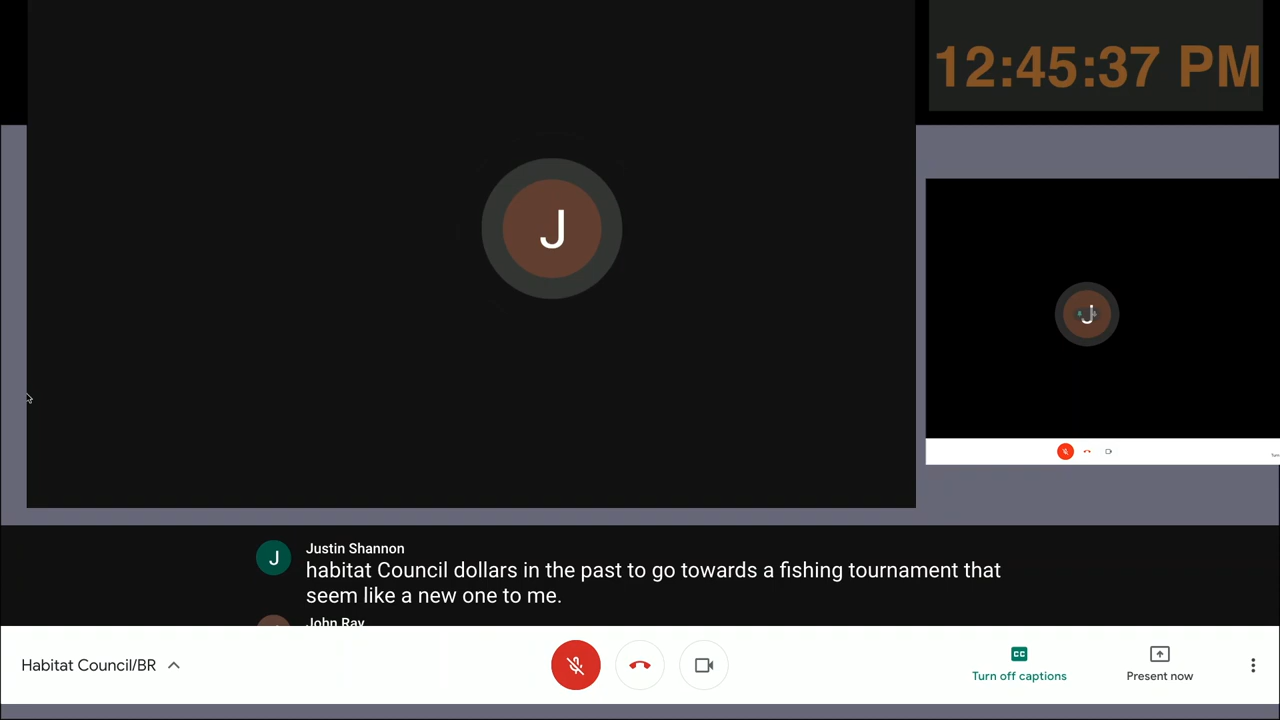 12:45:37 PM
J
J
J
Justin Shannon
habitat Council dollars in the past to go towards a fishing tournament that
seem like a new one to me.
John Ray
Habitat Council/BR
CC
Turn off captions
Present now